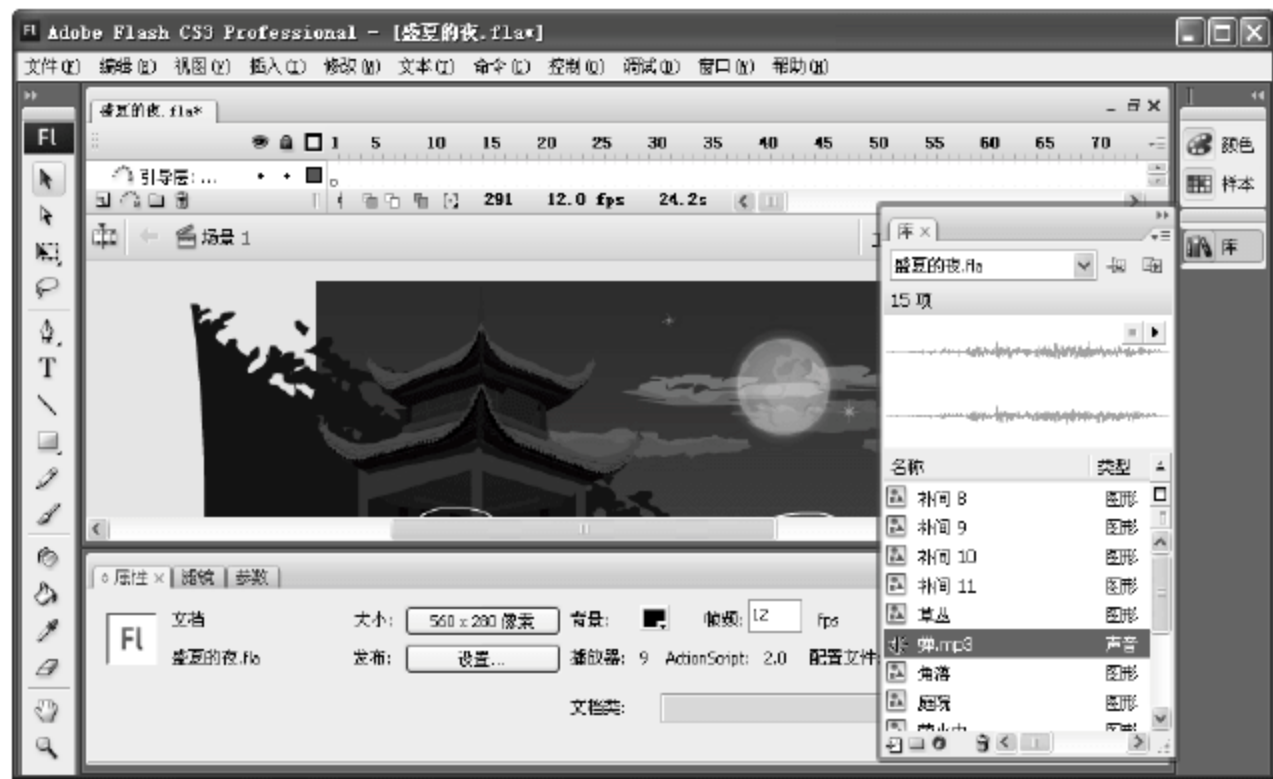 Fl Adobe Flash CS3 Professional - [盛夏的夜.fla*]
文件(F) 编辑(E) 视图(V) 插入(I) 修改(M) 文本(T) 命令(C) 控制(O) 调试(D) 窗口(W) 帮助(H)
盛夏的夜.fla*
Fl
1 5 10 15 20 25 30 35 40 45 50 55 60 65 70
颜色
引导层: ...
样本
291 12.0 fps 24.2s
场景 1
库
库 ×
盛夏的夜.fla
15 项
名称 类型
补间 8 图形
补间 9 图形
补间 10 图形
补间 11 图形
草丛 图形
蝉.mp3 声音
角落 图形
庭院 图形
T
属性 × 滤镜 参数
Fl
文档 大小: 560 x 280 像素 背景: 帧频: 12 fps
盛夏的夜.fla 发布: 设置... 播放器: 9 ActionScript: 2.0 配置文件:
文档类: